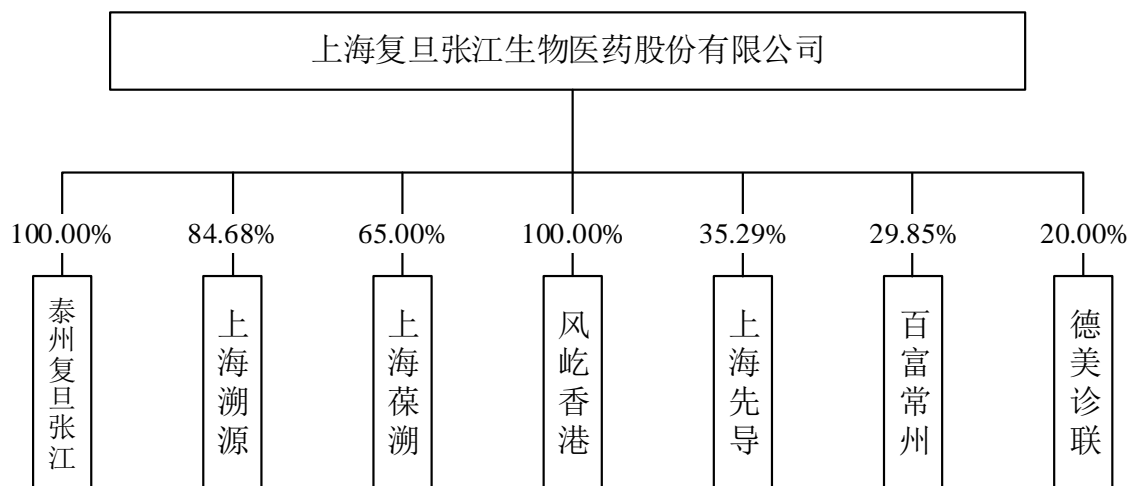 上海复旦张江生物医药股份有限公司
100.00% 84.68% 65.00% 100.00% 35.29% 29.85% 20.00%
泰州复旦张江
上海溯源
上海葆溯
风屹香港
上海先导
百富常州
德美诊联